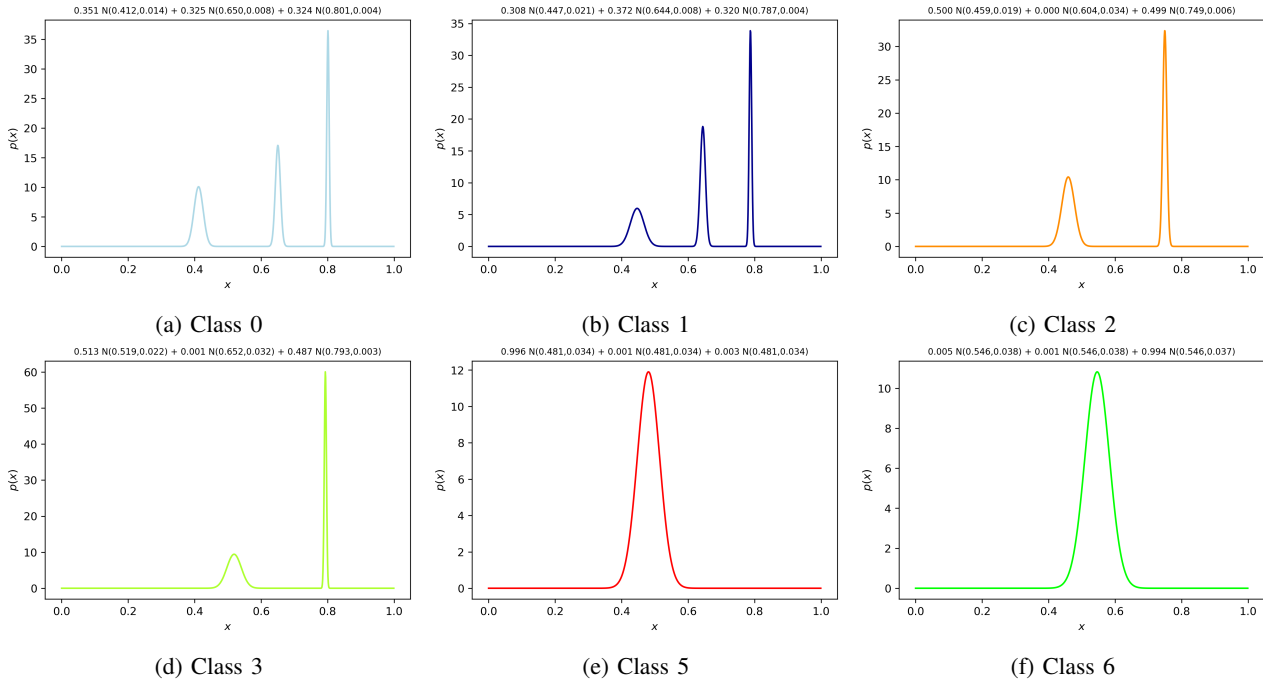 0.351 N(0.412,0.014) + 0.325 N(0.650,0.008) + 0.324 N(0.801,0.004)
35
30
25
20
15
10
5
0
p(x)
0.0 0.2 0.4 0.6 0.8 1.0
x
(a) Class 0
0.308 N(0.447,0.021) + 0.372 N(0.644,0.008) + 0.320 N(0.787,0.004)
35
30
25
20
15
10
5
0
p(x)
0.0 0.2 0.4 0.6 0.8 1.0
x
(b) Class 1
0.500 N(0.459,0.019) + 0.000 N(0.604,0.034) + 0.499 N(0.749,0.006)
30
25
20
15
10
5
0
p(x)
0.0 0.2 0.4 0.6 0.8 1.0
x
(c) Class 2
0.513 N(0.519,0.022) + 0.001 N(0.652,0.032) + 0.487 N(0.793,0.003)
60
50
40
30
20
10
0
p(x)
0.0 0.2 0.4 0.6 0.8 1.0
x
(d) Class 3
0.996 N(0.481,0.034) + 0.001 N(0.481,0.034) + 0.003 N(0.481,0.034)
12
10
8
6
4
2
0
p(x)
0.0 0.2 0.4 0.6 0.8 1.0
x
(e) Class 5
0.005 N(0.546,0.038) + 0.001 N(0.546,0.038) + 0.994 N(0.546,0.037)
10
8
6
4
2
0
p(x)
0.0 0.2 0.4 0.6 0.8 1.0
x
(f) Class 6